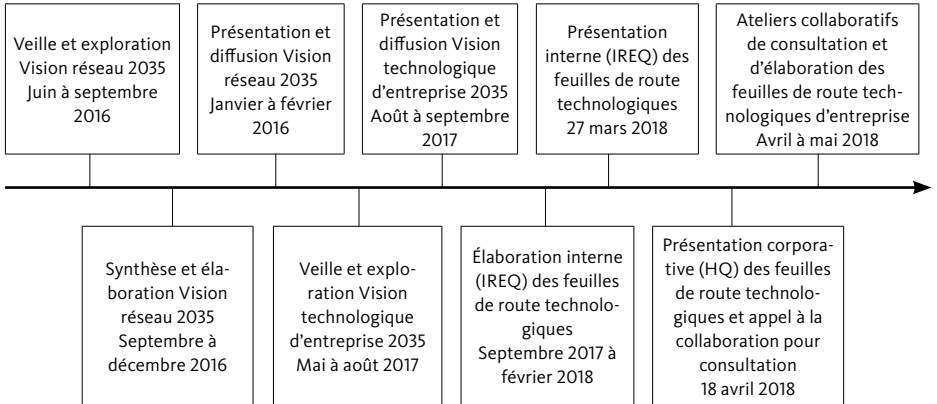 Veille et exploration
Vision réseau 2035
Juin à septembre
2016
Synthèse et éla-
boration Vision
réseau 2035
Septembre à
décembre 2016
Présentation et
diffusion Vision
réseau 2035
Janvier à février
2016
Veille et explo-
ration Vision
technologique
d'entreprise 2035
Mai à août 2017
Présentation et
diffusion Vision
technologique
d'entreprise 2035
Août à septembre
2017
Élaboration interne
(IREQ) des feuilles
de route technolo-
giques
Septembre 2017 à
février 2018
Présentation
interne (IREQ) des
feuilles de route
technologiques
27 mars 2018
Présentation corpora-
tive (HQ) des feuilles
de route technolo-
giques et appel à la
collaboration pour
consultation
18 avril 2018
Ateliers collaboratifs
de consultation et
d'élaboration des
feuilles de route tech-
nologiques d'entreprise
Avril à mai 2018